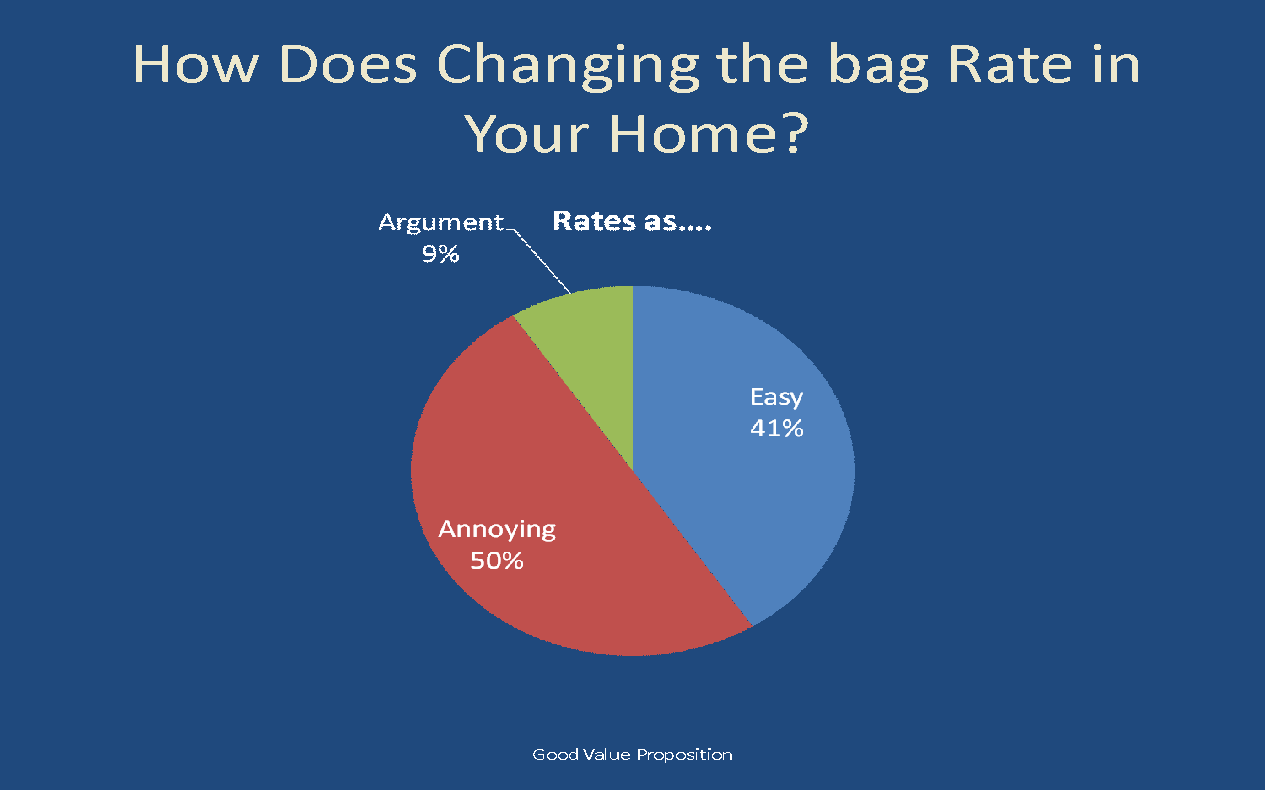 How Does Changing the bag Rate in
Your Home?
Rates as....
Argument
9%
Easy
41%
Annoying
50%
Good Value Proposition